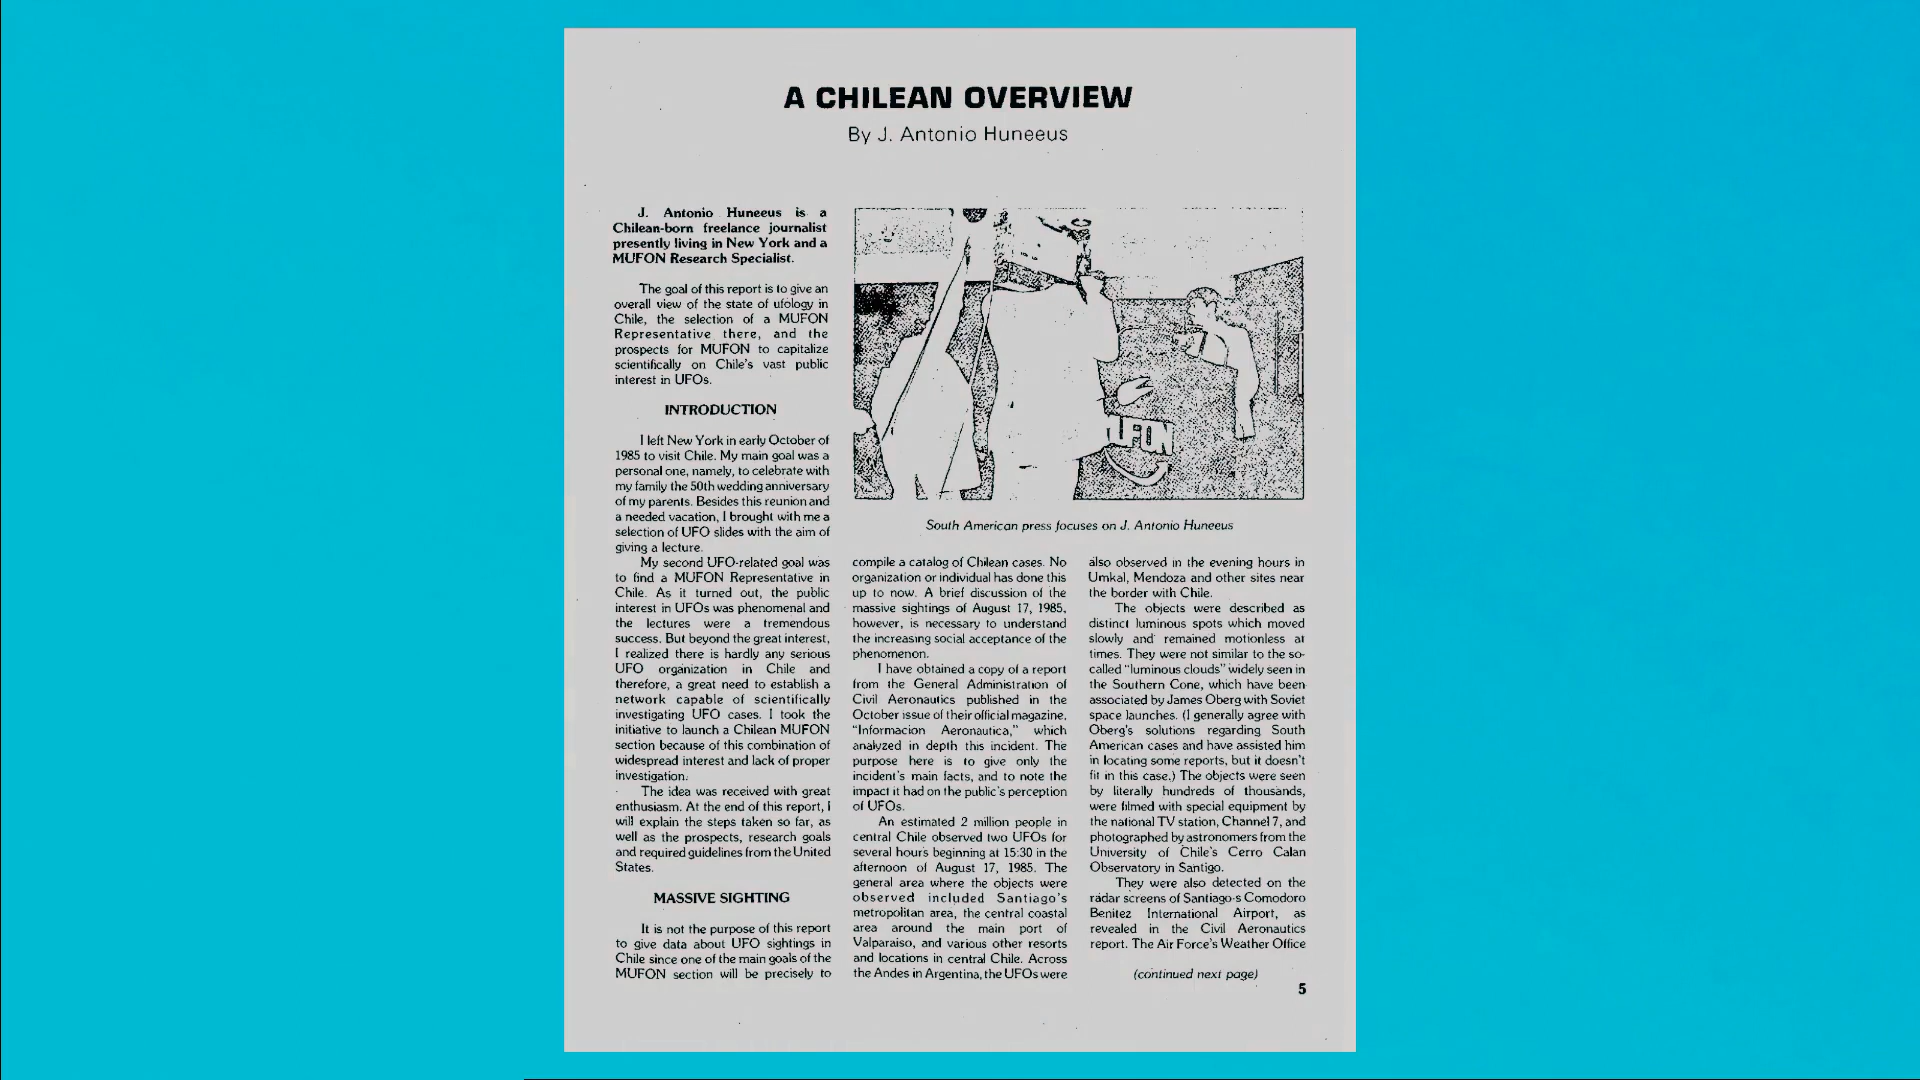 A CHILEAN OVERVIEW
By J. Antonio Huneeus
J. Antonio Huneeus is a
Chilean-born freelance journalist
presently living in New York and a
MUFON Research Specialist.
The goal of this report is to give an
overall view of the state of ufology in
Chile, the selection of a MUFON
Representative there, and the
prospects for MUFON to capitalize
scientifically on Chile's vast public
interest in UFOs.
INTRODUCTION
I left New York in early October of
1985 to visit Chile. My main goal was a
personal one, namely, to celebrate with
my family the 50th wedding anniversary
of my parents. Besides this reunion and
a needed vacation, I brought with me a
selection of UFO slides with the aim of
giving a lecture.
My second UFO-related goal was
to find a MUFON Representative in
Chile. As it turned out, the public
interest in UFOs was phenomenal and
the lectures were a tremendous
success. But beyond the great interest,
I realized there is hardly any serious
UFO organization in Chile and
therefore, a great need to establish a
network capable of scientifically
investigating UFO cases. I took the
initiative to launch a Chilean MUFON
section because of this combination of
widespread interest and lack of proper
investigation.
The idea was received with great
enthusiasm. At the end of this report, I
will explain the steps taken so far, as
well as the prospects, research goals
and required guidelines from the United
States.
MASSIVE SIGHTING
It is not the purpose of this report
to give data about UFO sightings in
Chile since one of the main goals of the
MUFON section will be precisely to
UFON
South American press focuses on J. Antonio Huneeus
compile a catalog of Chilean cases. No
organization or individual has done this
up to now. A brief discussion of the
massive sightings of August 17, 1985,
however, is necessary to understand
the increasing social acceptance of the
phenomenon.
I have obtained a copy of a report
from the General Administration of
Civil Aeronautics published in the
October issue of their official magazine,
"Informacion Aeronautica," which
analyzed in depth this incident. The
purpose here is to give only the
incident's main facts, and to note the
impact it had on the public's perception
of UFOs.
An estimated 2 million people in
central Chile observed two UFOs for
several hours beginning at 15:30 in the
afternoon of August 17, 1985. The
general area where the objects were
observed included Santiago's
metropolitan area, the central coastal
area around the main port of
Valparaiso, and various other resorts
and locations in central Chile. Across
the Andes in Argentina, the UFOs were
also observed in the evening hours in
Umkal, Mendoza and other sites near
the border with Chile.
The objects were described as
distinct luminous spots which moved
slowly and remained motionless at
times. They were not similar to the so-
called "luminous clouds" widely seen in
the Southern Cone, which have been
associated by James Oberg with Soviet
space launches. (I generally agree with
Oberg's solutions regarding South
American cases and have assisted him
in locating some reports, but it doesn't
fit in this case.) The objects were seen
by literally hundreds of thousands,
were filmed with special equipment by
the national TV station, Channel 7, and
photographed by astronomers from the
University of Chile's Cerro Calan
Observatory in Santigo.
They were also detected on the
radar screens of Santiago-s Comodoro
Benitez International Airport, as
revealed in the Civil Aeronautics
report. The Air Force's Weather Office
(continued next page)
5